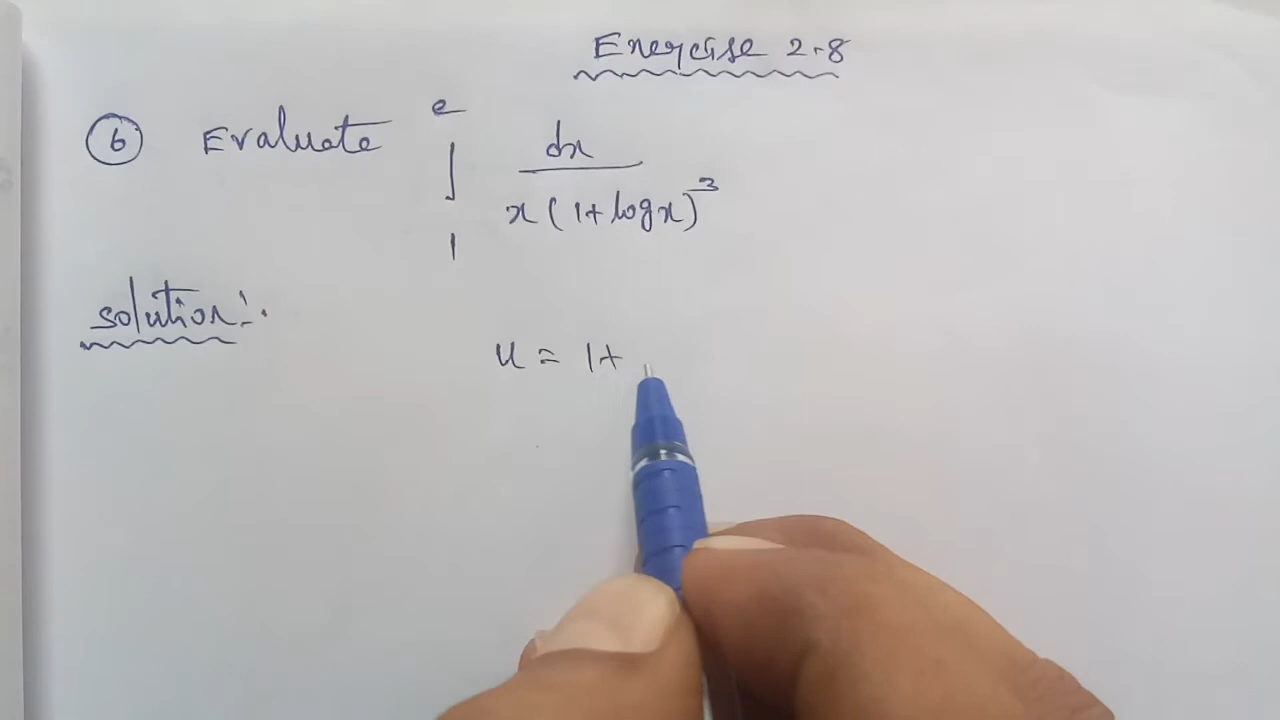 Exercise 2.8
6 Evaluate ∫₁ᵉ dx / x(1+logx)³
solution:.
u = 1+